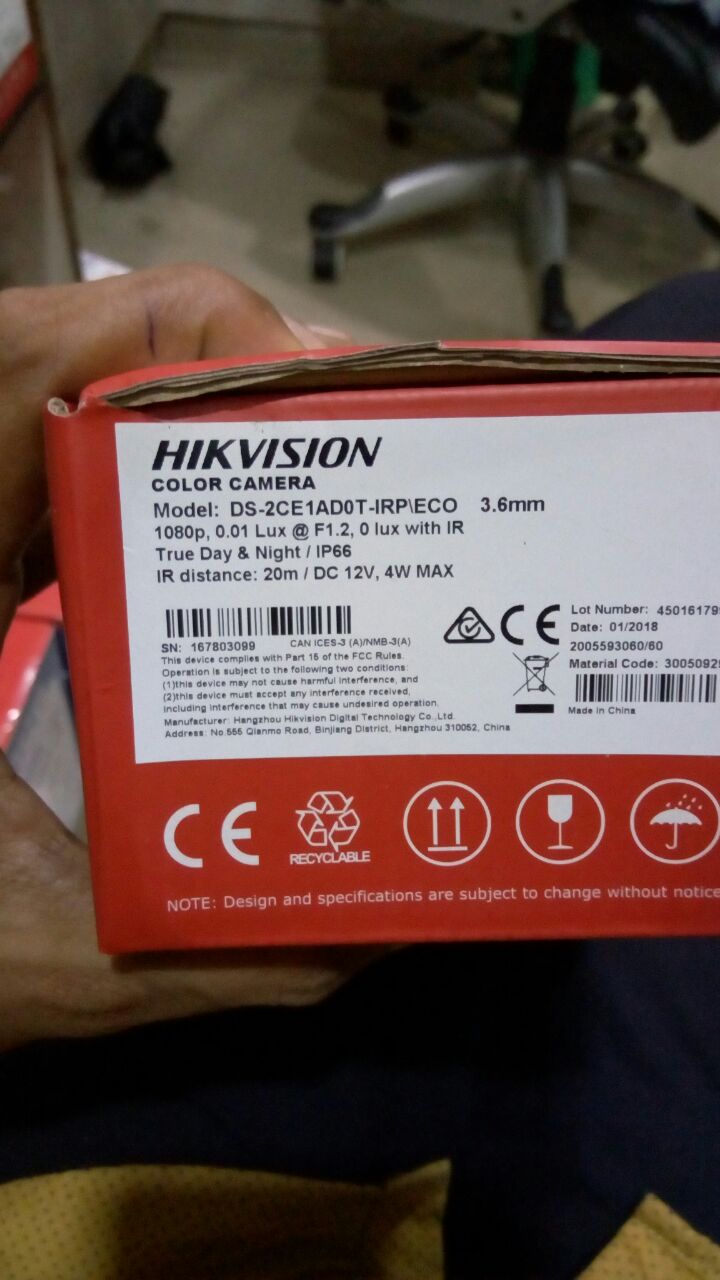 HIKVISION
COLOR CAMERA
Model: DS-2CE1AD0T-IRP\ECO 3.6mm
1080p, 0.01 Lux @ F1.2, 0 lux with IR
True Day & Night / IP66
IR distance: 20m / DC 12V, 4W MAX
SN: 167803099 CAN ICES-3 (A)/NMB-3(A)
This device complies with Part 15 of the FCC Rules.
Operation is subject to the following two conditions:
(1)this device may not cause harmful interference, and
(2)this device must accept any interference received,
including interference that may cause undesired operation.
Manufacturer: Hangzhou Hikvision Digital Technology Co.,Ltd.
Address: No.555 Qianmo Road, Binjiang District, Hangzhou 310052, China
CE
Lot Number: 45016179
Date: 01/2018
2005593060/60
Material Code: 3005092
Made in China
CE
RECYCLABLE
NOTE: Design and specifications are subject to change without notice